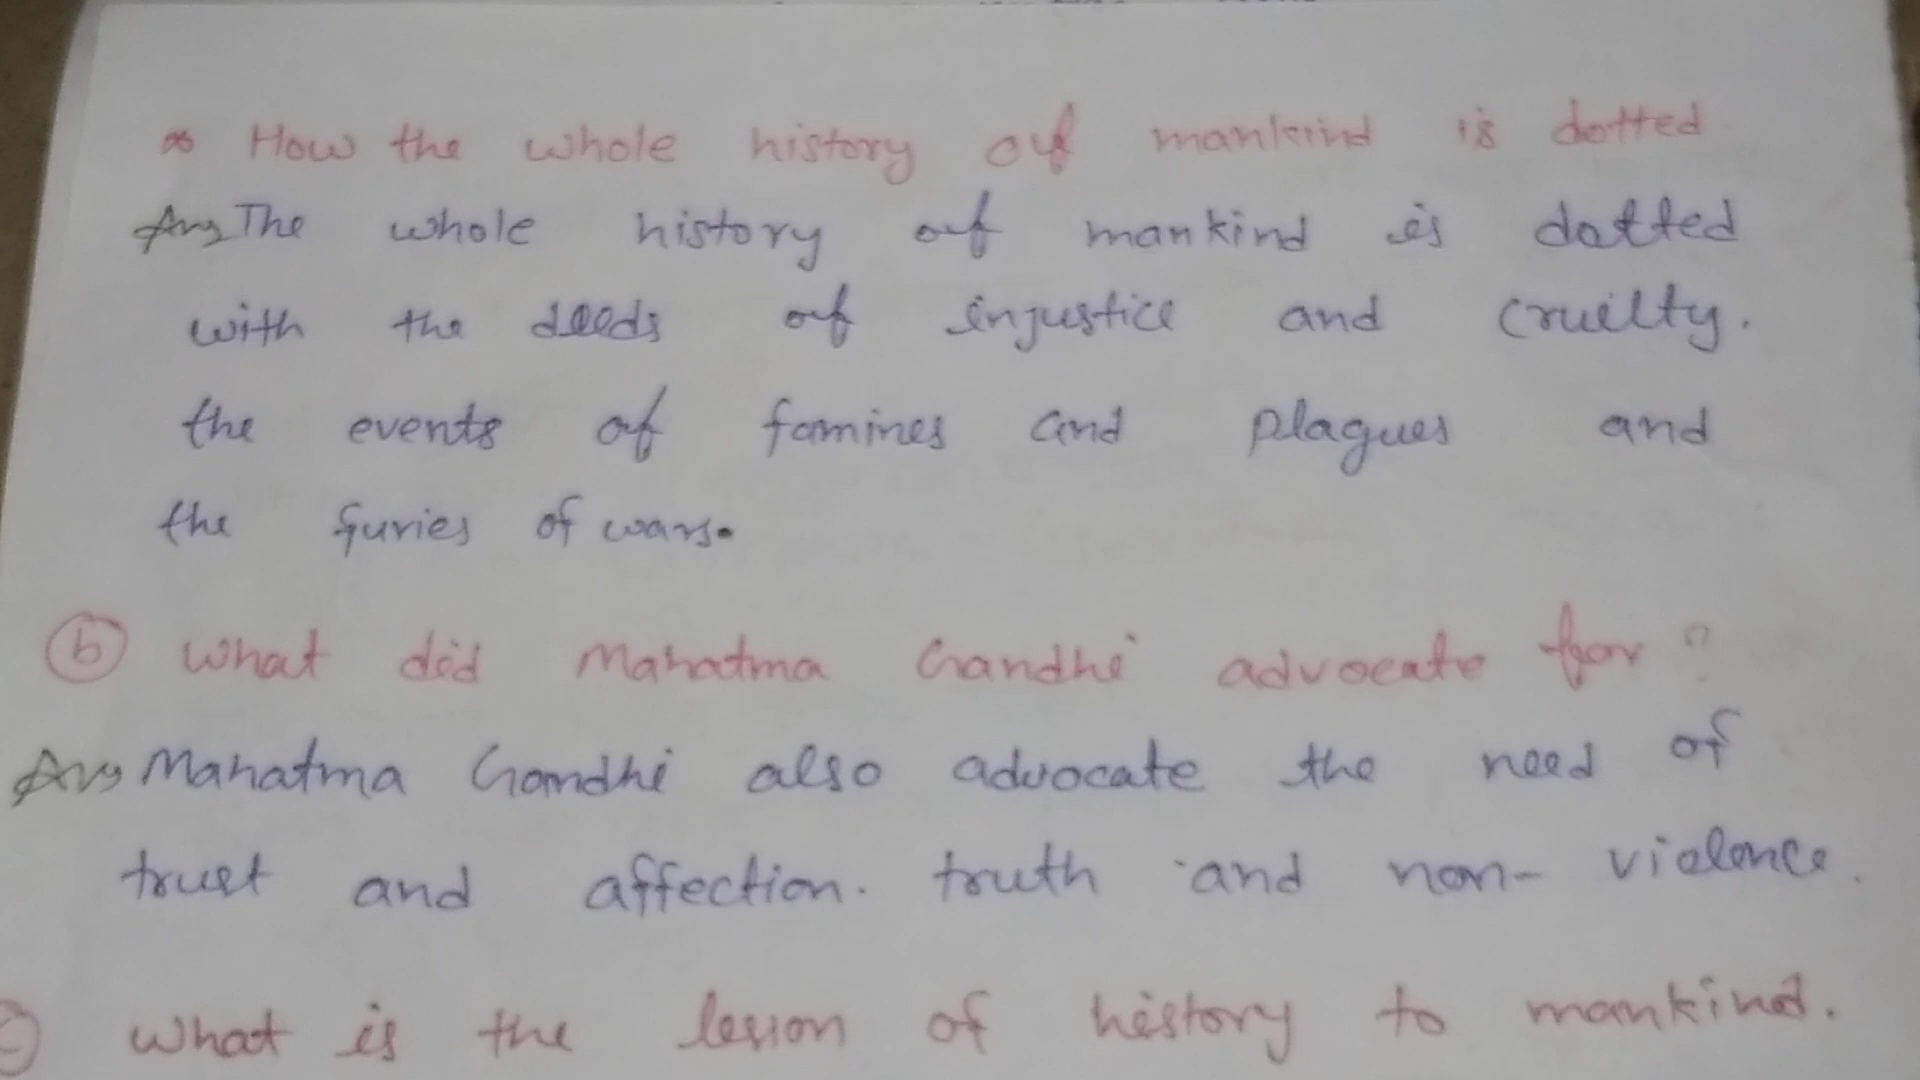 How the whole history of mankind is dotted
Ans The whole history of mankind is dotted
with the deeds of injustice and Cruilty.
the events of famines and plagues and
the furies of wars.
(b) What did Mahatma Gandhi advocate for ?
Ans Mahatma Gandhi also advocate the need of
trust and affection. truth and non- violence.
What is the lession of history to mankind.